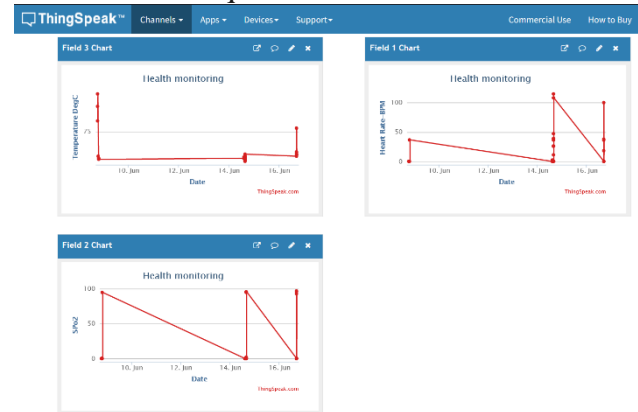 ThingSpeak™ Channels Apps Devices Support Commercial Use How to Buy
Field 3 Chart
Health monitoring
Temperature DegC
75
10. Jun 12. Jun 14. Jun 16. Jun
Date
ThingSpeak.com
Field 1 Chart
Health monitoring
Heart Rate-BPM
100
50
0
10. Jun 12. Jun 14. Jun 16. Jun
Date
ThingSpeak.com
Field 2 Chart
Health monitoring
SPo2
100
50
0
10. Jun 12. Jun 14. Jun 16. Jun
Date
ThingSpeak.com